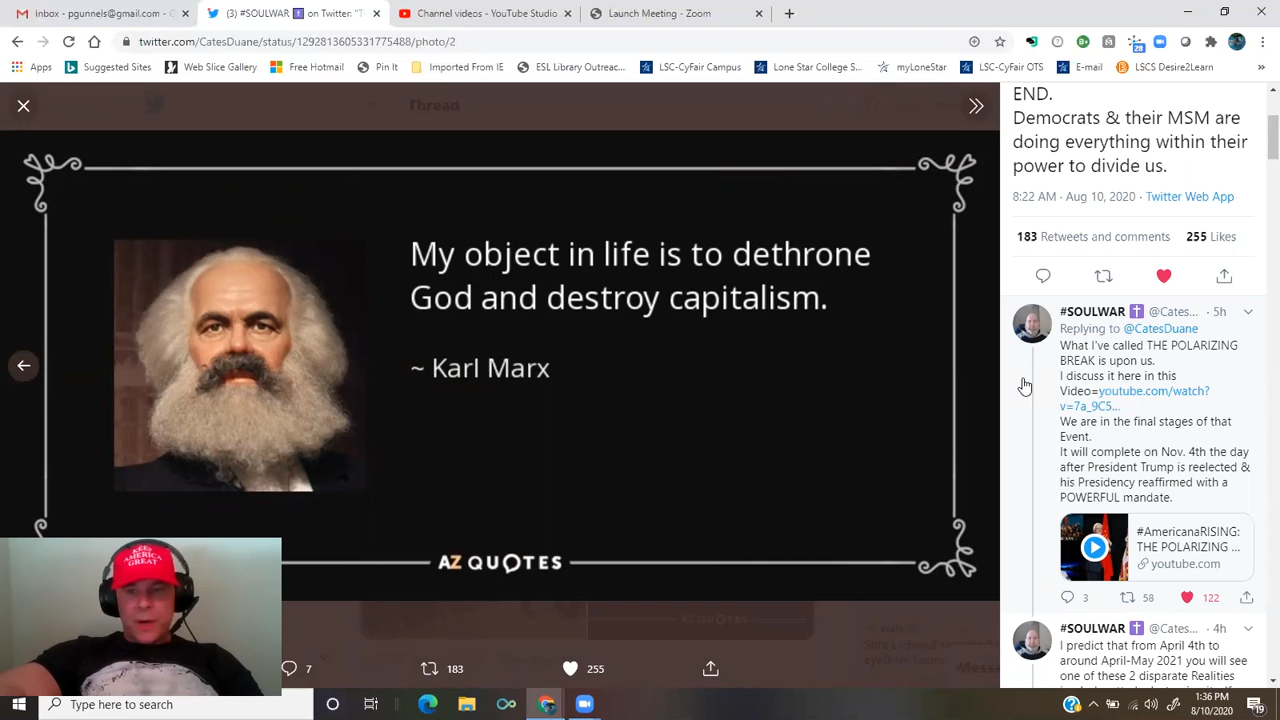 Inbox - pgunnels@gmail.com - G
(3) #SOULWAR on Twitter: "T
Channel videos - YouTube Studio
Launch Meeting - Zoom
twitter.com/CatesDuane/status/1292813605331775488/photo/2
28
Apps
Suggested Sites
Web Slice Gallery
Free Hotmail
Pin It
Imported From IE
ESL Library Outreac...
LSC-CyFair Campus
Lone Star College S...
myLoneStar
LSC-CyFair OTS
E-mail
LSCS Desire2Learn
Thread
My object in life is to dethrone
God and destroy capitalism.
~ Karl Marx
AZ QUOTES
KEEP
AMERICA
GREAT
7
183
255
END.
Democrats & their MSM are
doing everything within their
power to divide us.
8:22 AM · Aug 10, 2020 · Twitter Web App
183 Retweets and comments 255 Likes
#SOULWAR @Cates... · 5h
Replying to @CatesDuane
What I've called THE POLARIZING
BREAK is upon us.
I discuss it here in this
Video=youtube.com/watch?
v=7a_9C5...
We are in the final stages of that
Event.
It will complete on Nov. 4th the day
after President Trump is reelected &
his Presidency reaffirmed with a
POWERFUL mandate.
#AmericanaRISING:
THE POLARIZING ...
youtube.com
3
58
122
#SOULWAR @Cates... · 4h
I predict that from April 4th to
around April-May 2021 you will see
one of these 2 disparate Realities
Type here to search
1:36 PM
8/10/2020
19